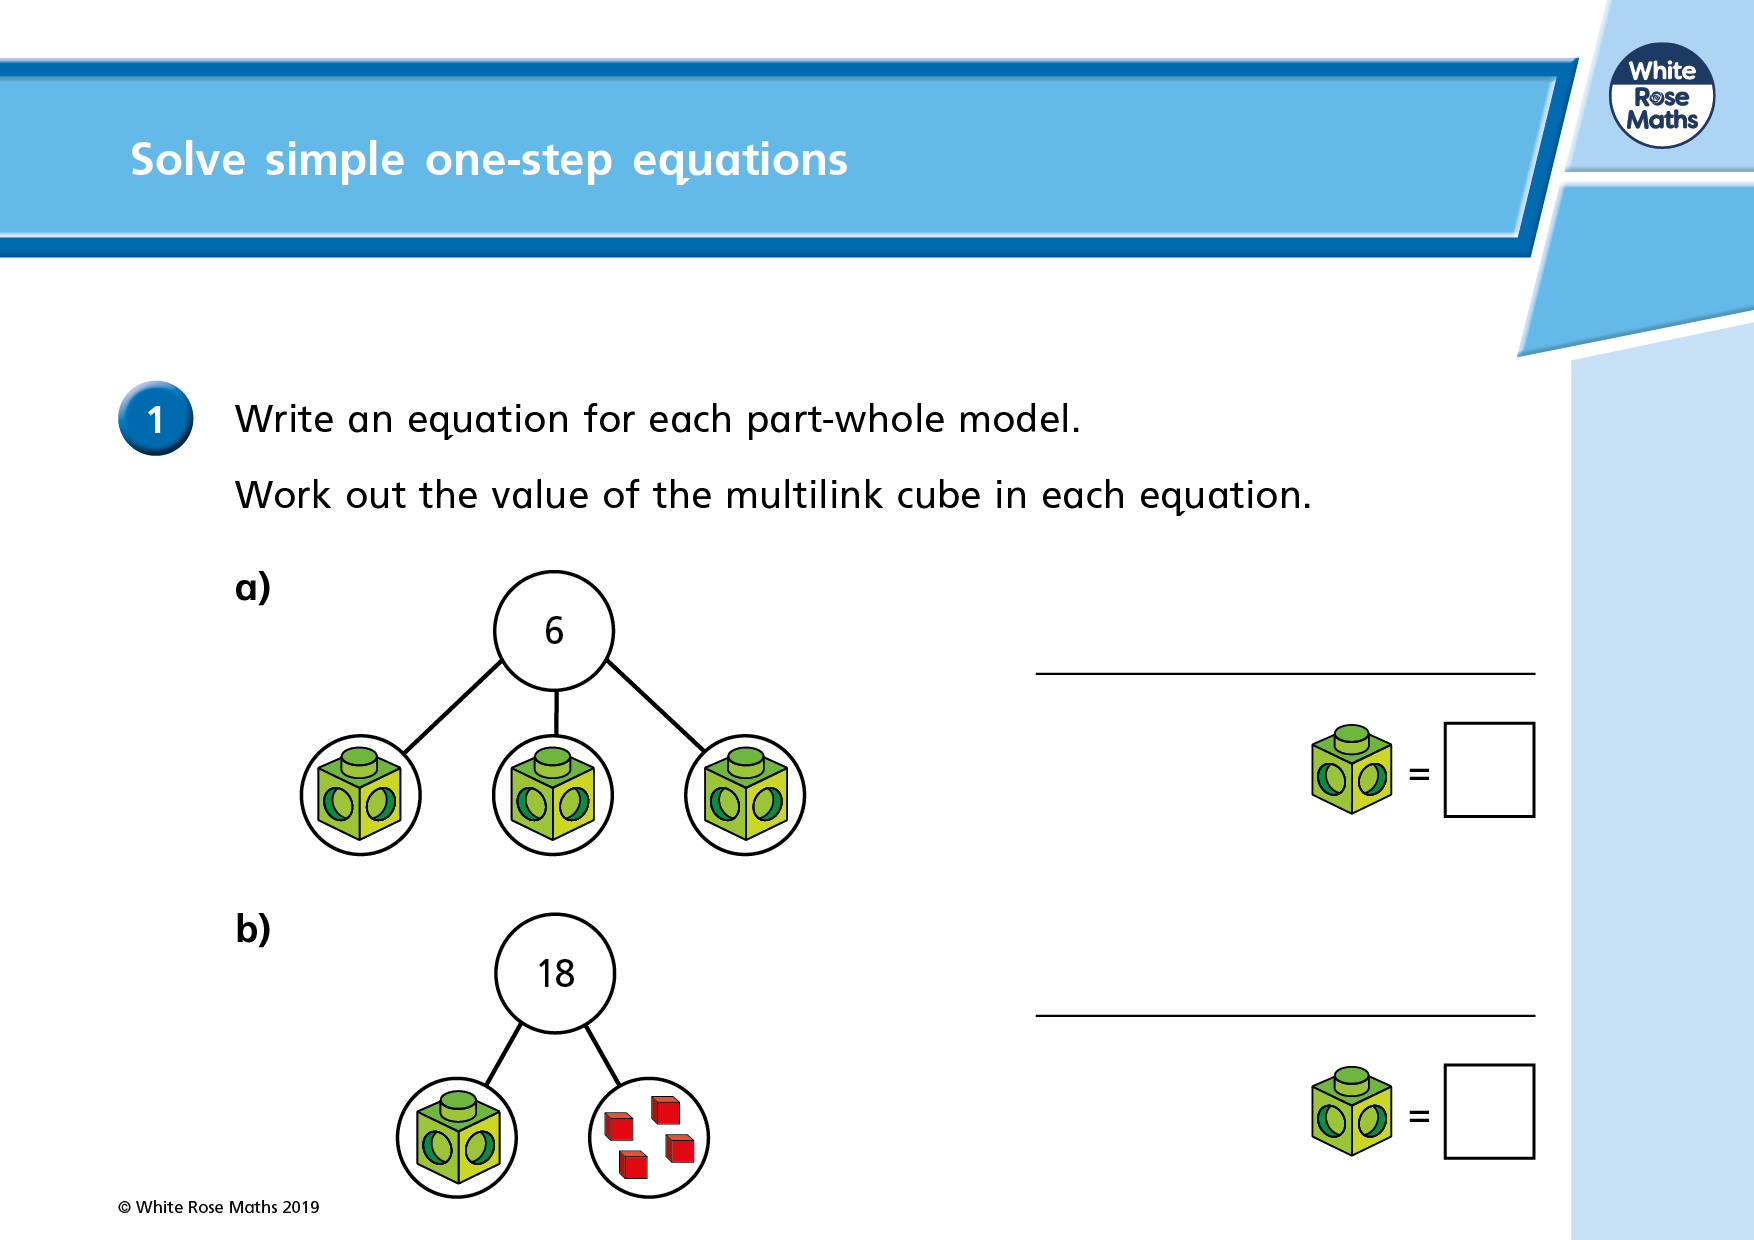 White
Rose
Maths
Solve simple one-step equations
1 Write an equation for each part-whole model.
Work out the value of the multilink cube in each equation.
a)
6
=
b)
18
=
© White Rose Maths 2019